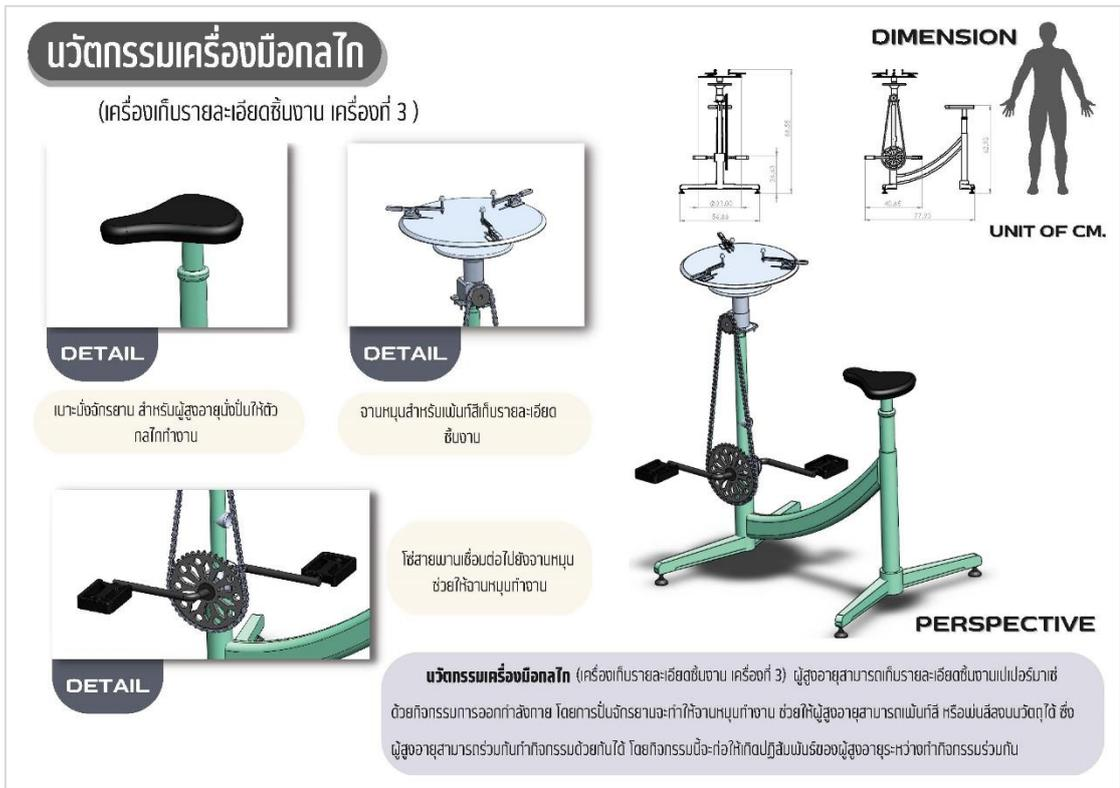 นวัตกรรมเครื่องมือกลไก
(เครื่องเก็บรายละเอียดชิ้นงาน เครื่องที่ 3 )
DIMENSION
UNIT OF CM.
DETAIL
เบาะนั่งจักรยาน สำหรับผู้สูงอายุนั่งปั่นให้ตัว
กลไกทำงาน
DETAIL
จานหมุนสำหรับเพ้นท์สีเก็บรายละเอียด
ชิ้นงาน
DETAIL
โซ่สายพานเชื่อมต่อไปยังจานหมุน
ช่วยให้จานหมุนทำงาน
PERSPECTIVE
นวัตกรรมเครื่องมือกลไก (เครื่องเก็บรายละเอียดชิ้นงาน เครื่องที่ 3) ผู้สูงอายุสามารถเก็บรายละเอียดชิ้นงานเปเปอร์มาเช่
ด้วยกิจกรรมการออกกำลังกาย โดยการปั่นจักรยานจะทำให้จานหมุนทำงาน ช่วยให้ผู้สูงอายุสามารถเพ้นท์สี หรือพ่นสีลงบนวัตถุได้ ซึ่ง
ผู้สูงอายุสามารถร่วมกันทำกิจกรรมด้วยกันได้ โดยกิจกรรมนี้จะก่อให้เกิดปฏิสัมพันธ์ของผู้สูงอายุระหว่างทำกิจกรรมร่วมกัน